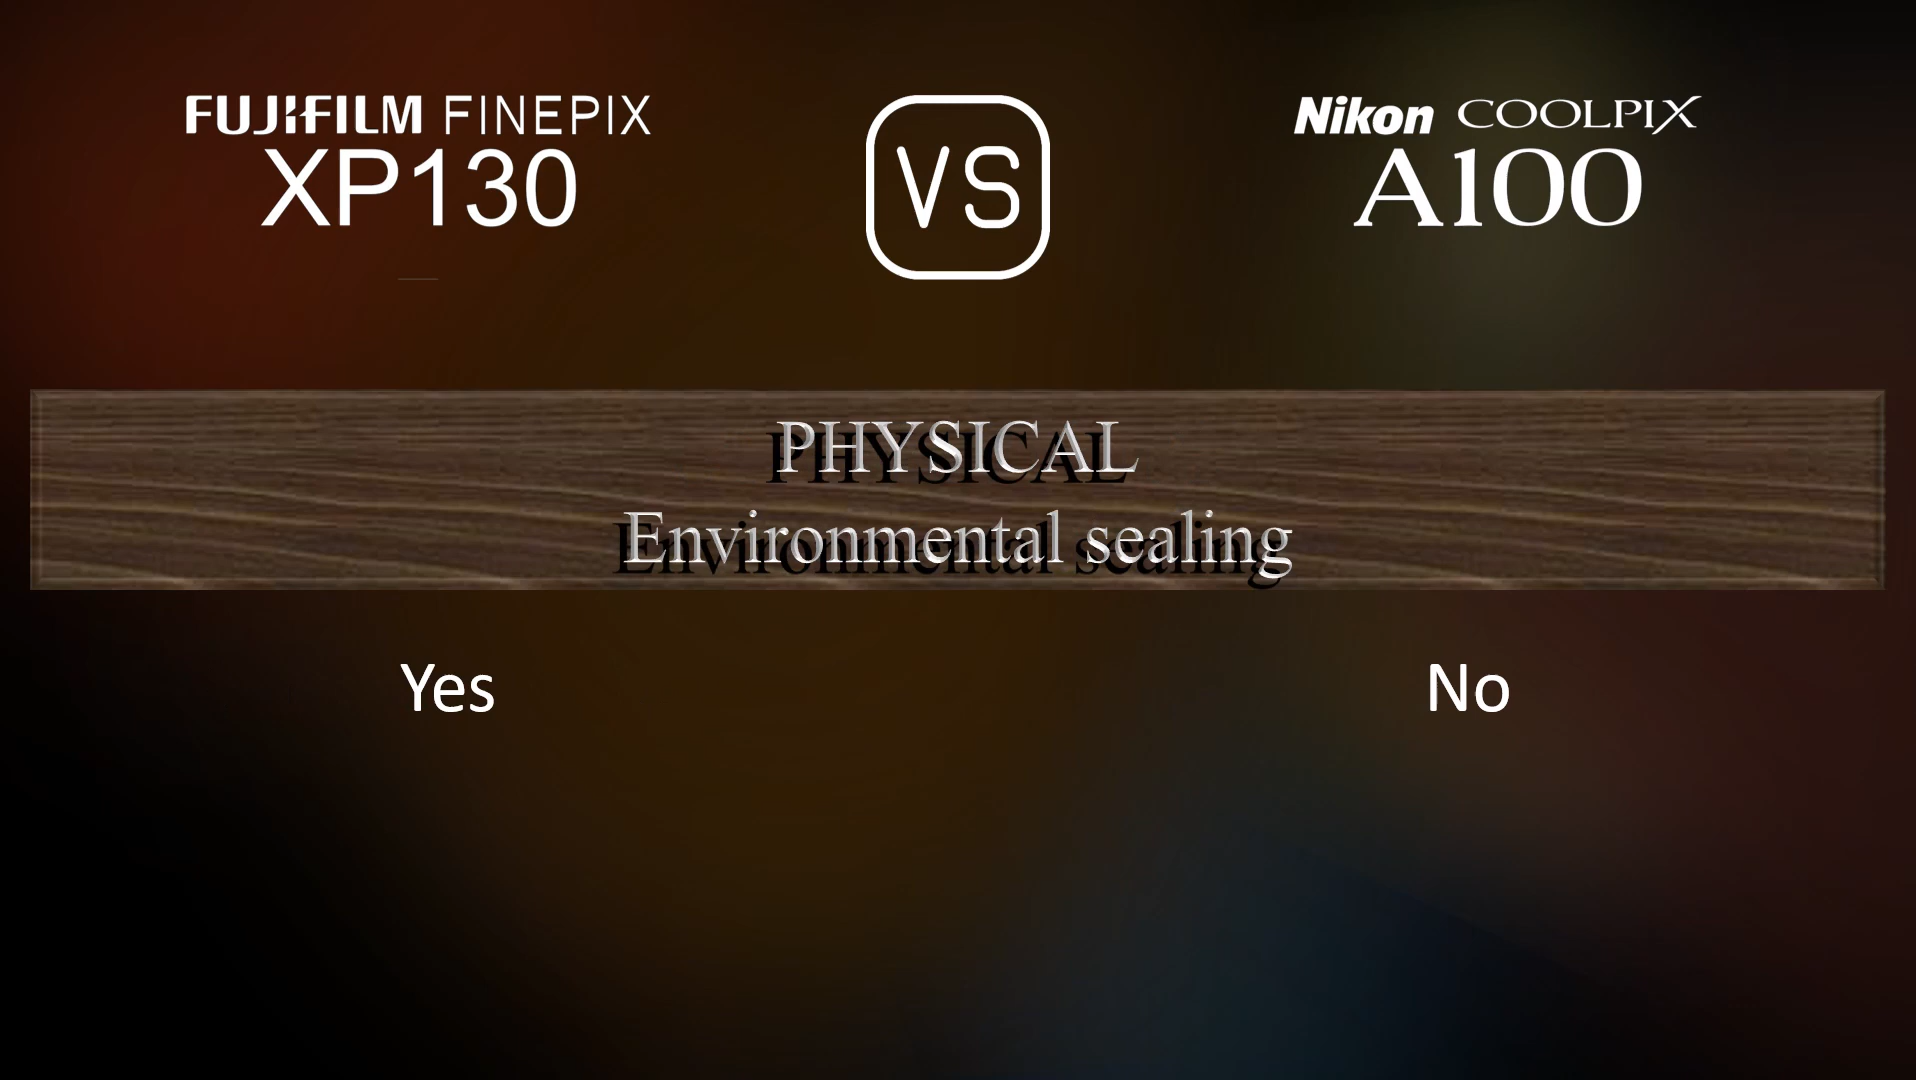 FUJIFILM FINEPIX
XP130
VS
Nikon COOLPIX
A100
PHYSICAL
Environmental sealing
Yes
No